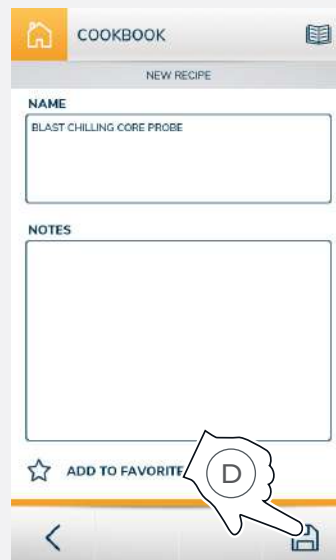 COOKBOOK
NEW RECIPE
NAME
BLAST CHILLING CORE PROBE
NOTES
ADD TO FAVORITE
D